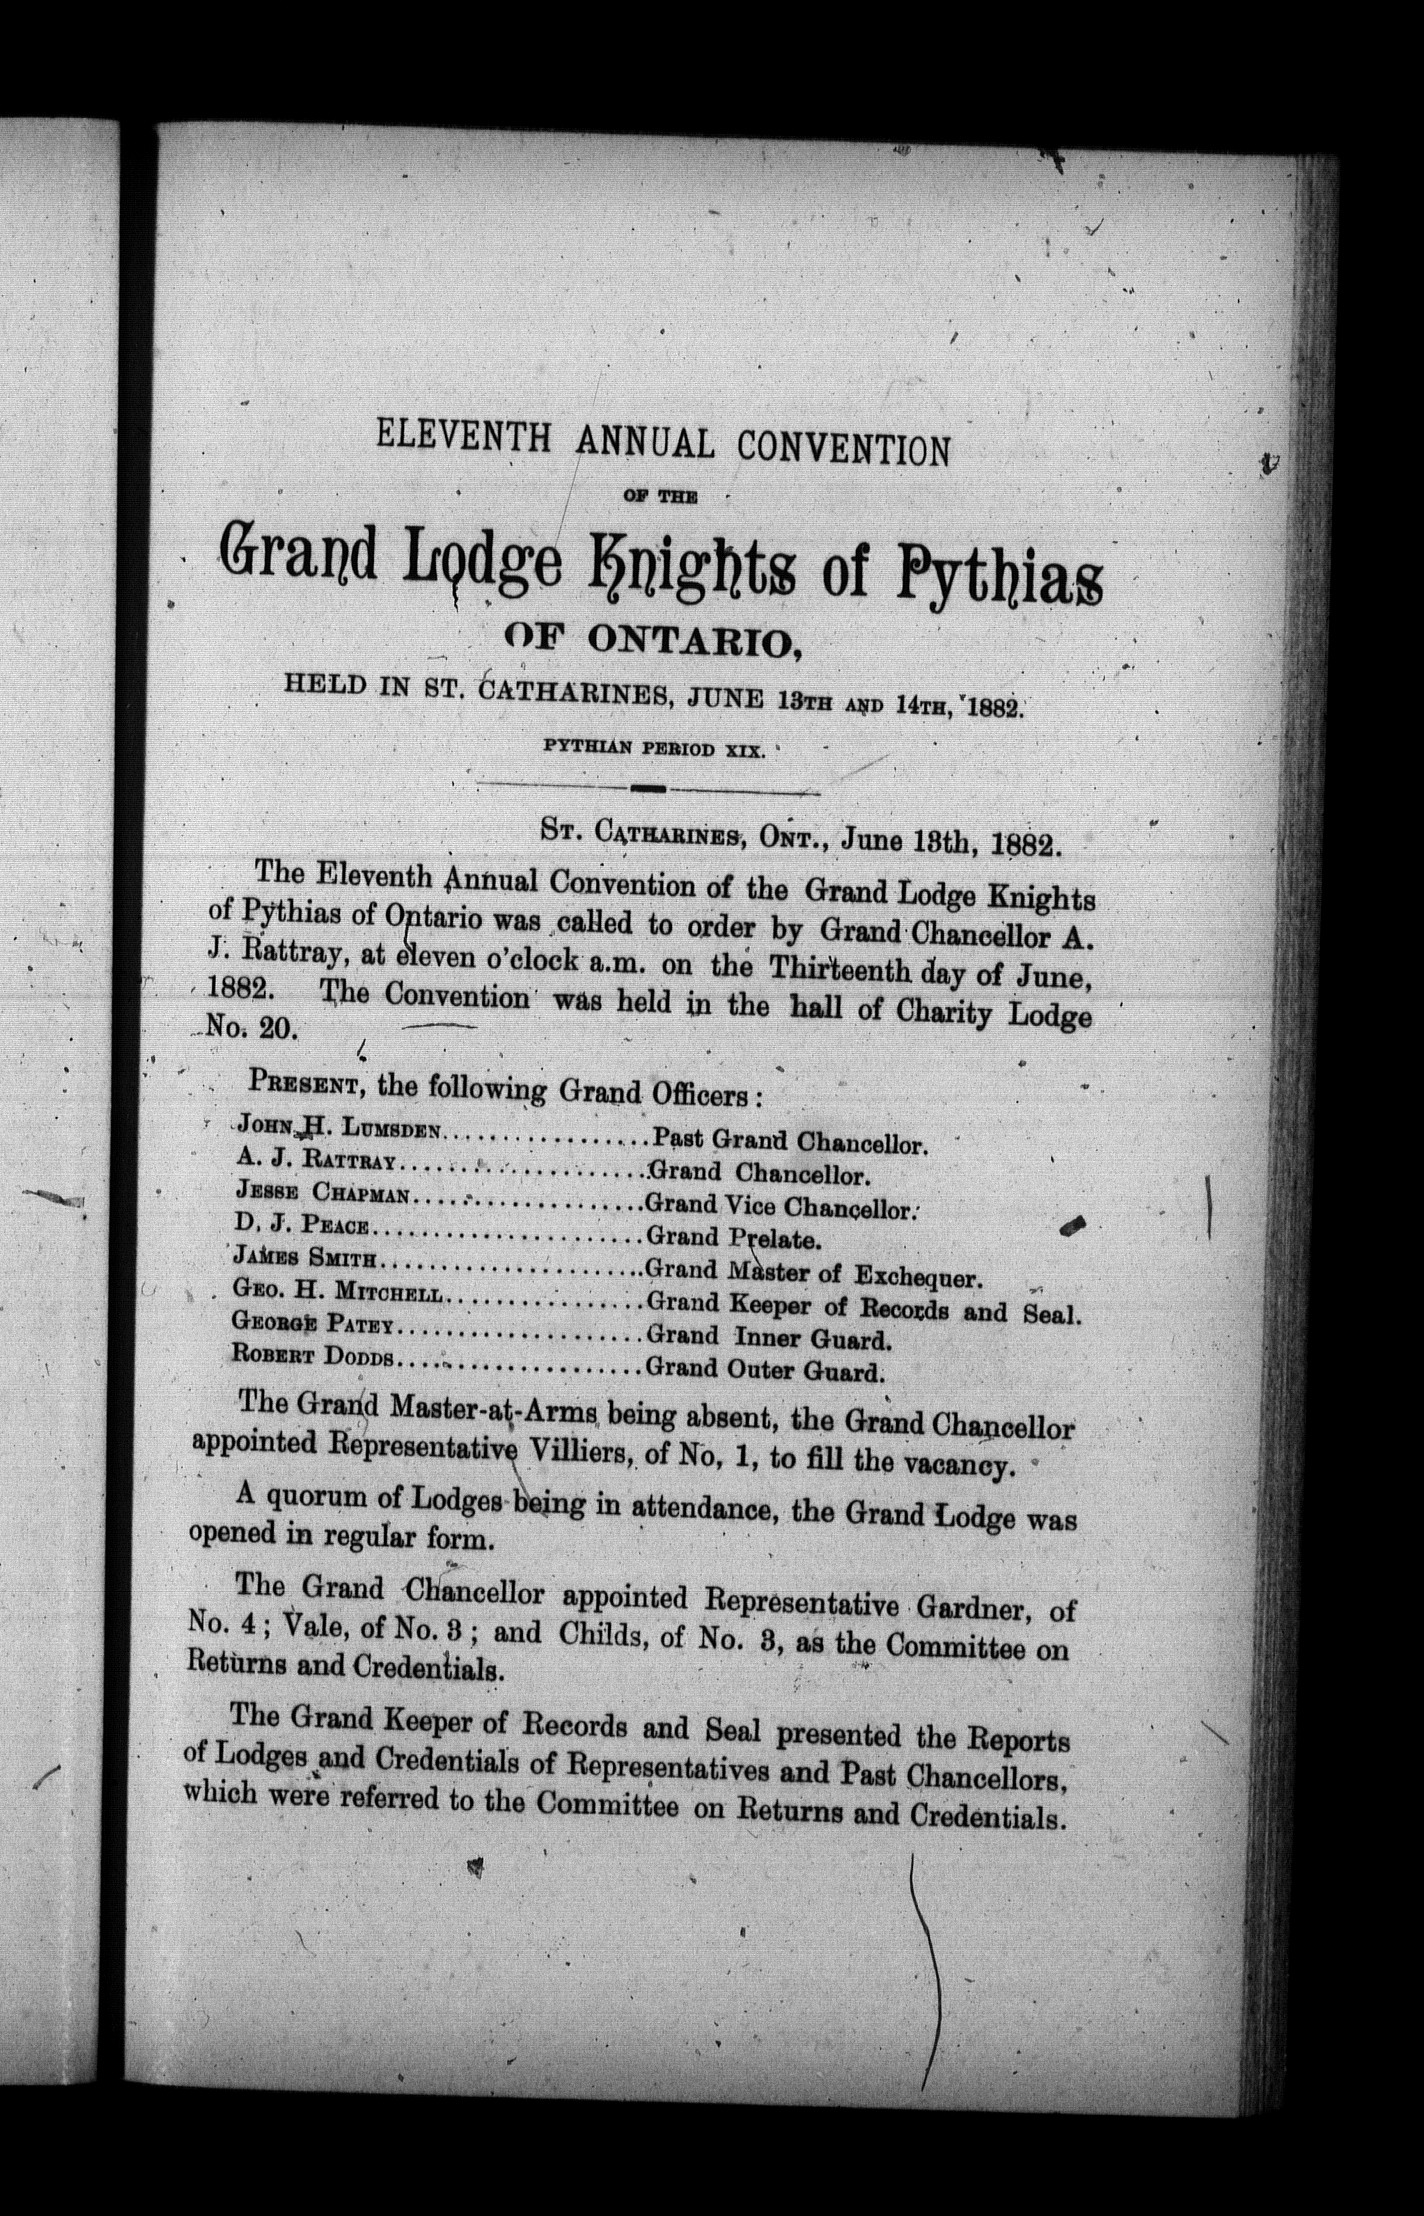 ELEVENTH ANNUAL CONVENTION
OF THE
Grand Lodge Knights of Pythias
OF ONTARIO,
HELD IN ST. CATHARINES, JUNE 13TH AND 14TH, 1882.
PYTHIAN PERIOD XIX.
ST. CATHARINES, ONT., June 13th, 1882.
The Eleventh Annual Convention of the Grand Lodge Knights
of Pythias of Ontario was called to order by Grand Chancellor A.
J. Rattray, at eleven o'clock a.m. on the Thirteenth day of June,
1882. The Convention was held in the hall of Charity Lodge
No. 20.
PRESENT, the following Grand Officers:
JOHN H. LUMSDEN..................Past Grand Chancellor.
A. J. RATTRAY......................Grand Chancellor.
JESSE CHAPMAN....................Grand Vice Chancellor.
D. J. PEACE.......................Grand Prelate.
JAMES SMITH.......................Grand Master of Exchequer.
GEO. H. MITCHELL.................Grand Keeper of Records and Seal.
GEORGE PATEY.....................Grand Inner Guard.
ROBERT DODDS.....................Grand Outer Guard.
The Grand Master-at-Arms being absent, the Grand Chancellor
appointed Representative Villiers, of No, 1, to fill the vacancy.
A quorum of Lodges being in attendance, the Grand Lodge was
opened in regular form.
The Grand Chancellor appointed Representative Gardner, of
No. 4; Vale, of No. 3; and Childs, of No. 3, as the Committee on
Returns and Credentials.
The Grand Keeper of Records and Seal presented the Reports
of Lodges and Credentials of Representatives and Past Chancellors,
which were referred to the Committee on Returns and Credentials.